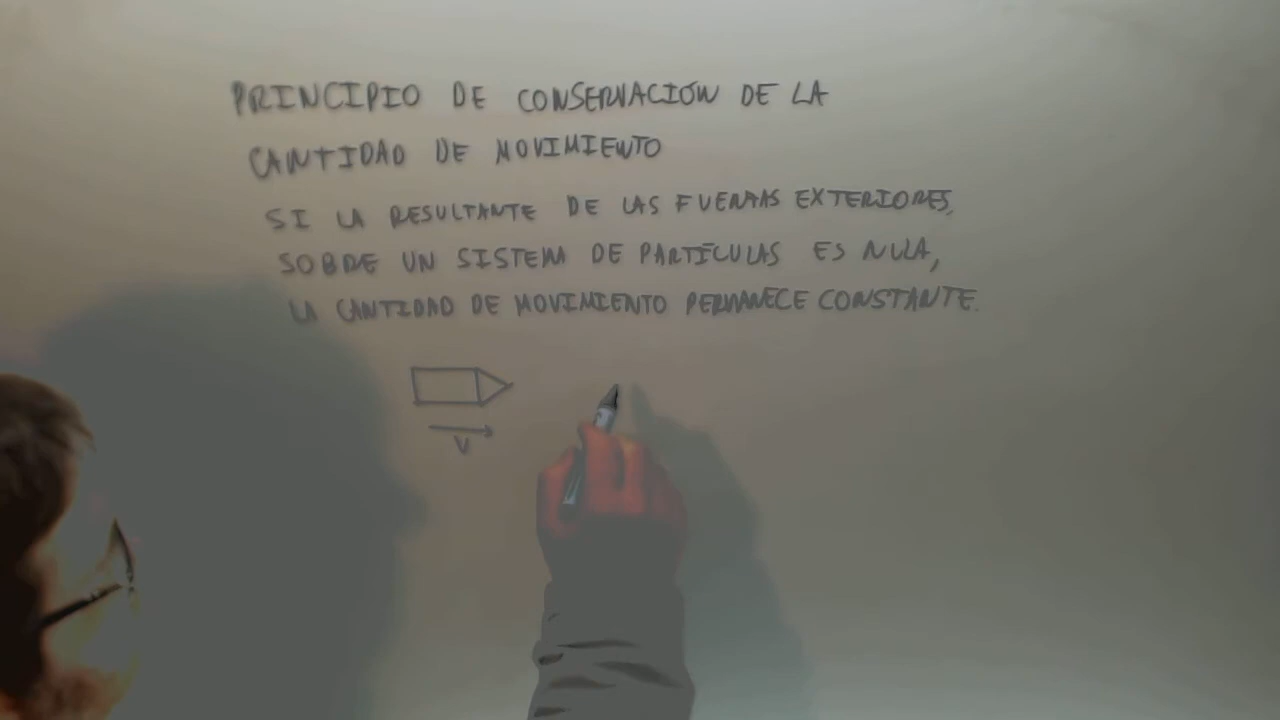 PRINCIPIO DE CONSERVACIÓN DE LA
CANTIDAD DE MOVIMIENTO
SI LA RESULTANTE DE LAS FUERZAS EXTERIORES,
SOBRE UN SISTEMA DE PARTÍCULAS ES NULA,
LA CANTIDAD DE MOVIMIENTO PERMANECE CONSTANTE.
V